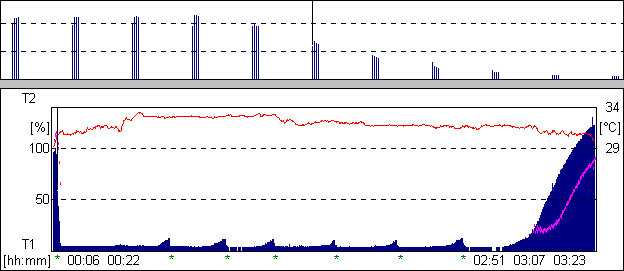 T2 34
[%] [°C]
100 29
50
T1
[hh:mm] * 00:06 00:22 * * * * * * 02:51 03:07 03:23